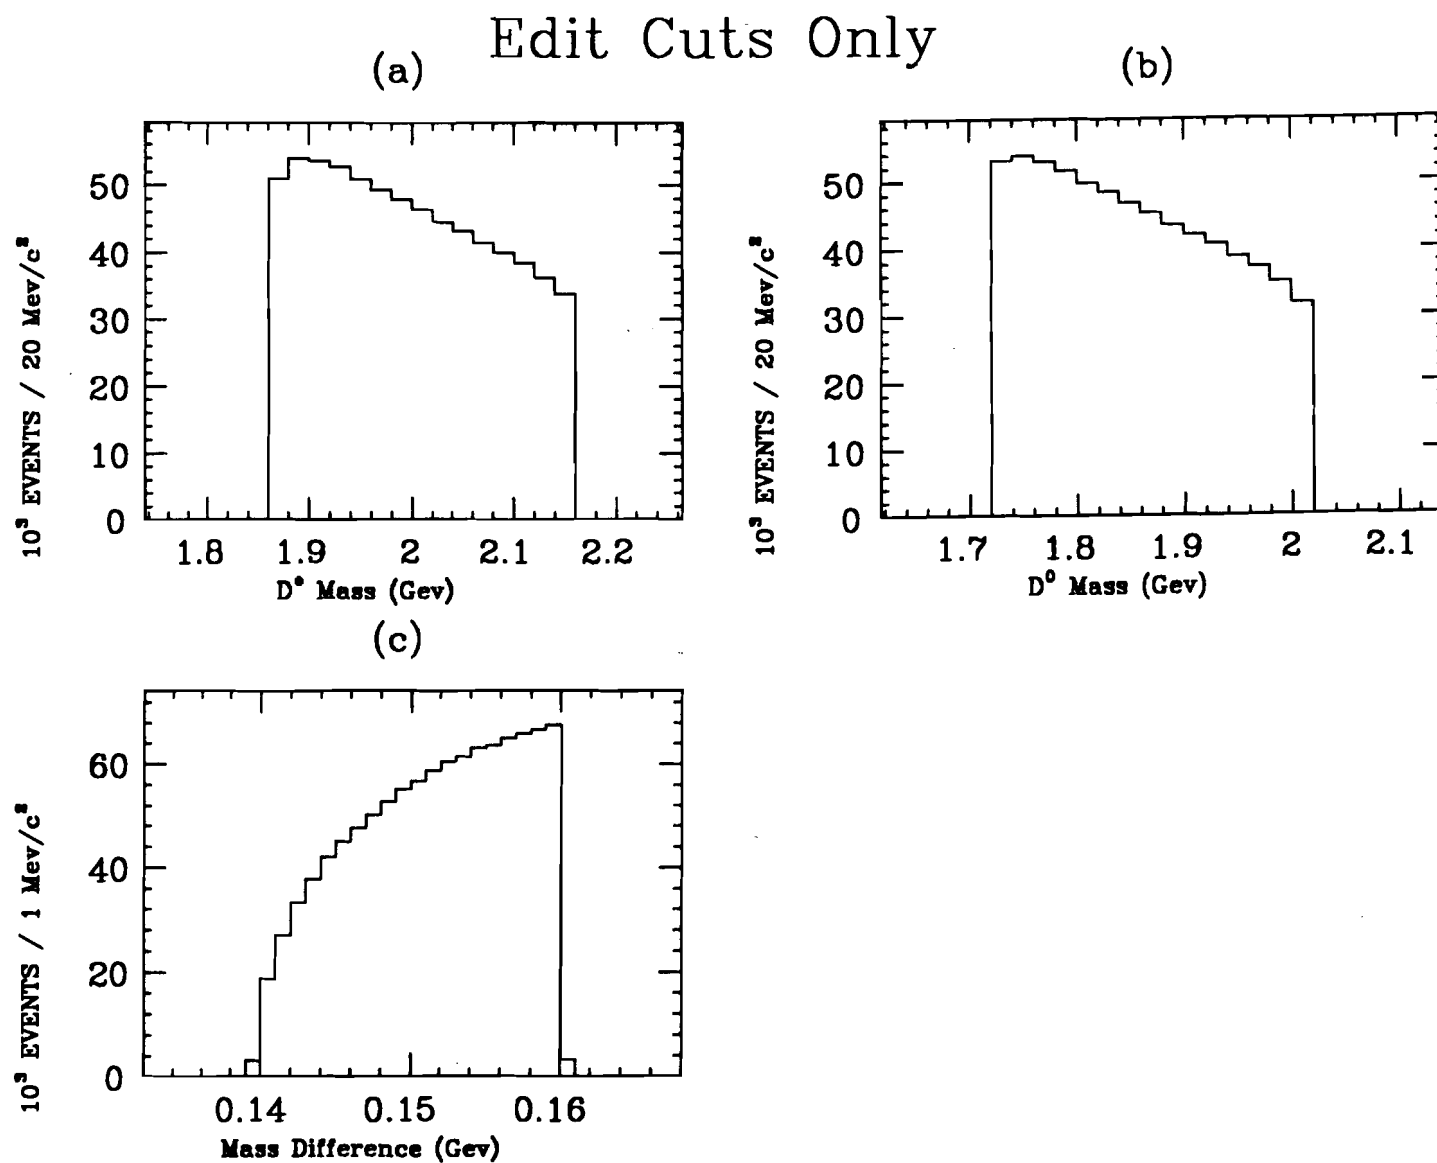 Edit Cuts Only
(a)
10³ EVENTS / 20 Mev/c²
50
40
30
20
10
0
1.8 1.9 2 2.1 2.2
D* Mass (Gev)
(b)
10³ EVENTS / 20 Mev/c²
50
40
30
20
10
0
1.7 1.8 1.9 2 2.1
D⁰ Mass (Gev)
(c)
10³ EVENTS / 1 Mev/c²
60
40
20
0
0.14 0.15 0.16
Mass Difference (Gev)